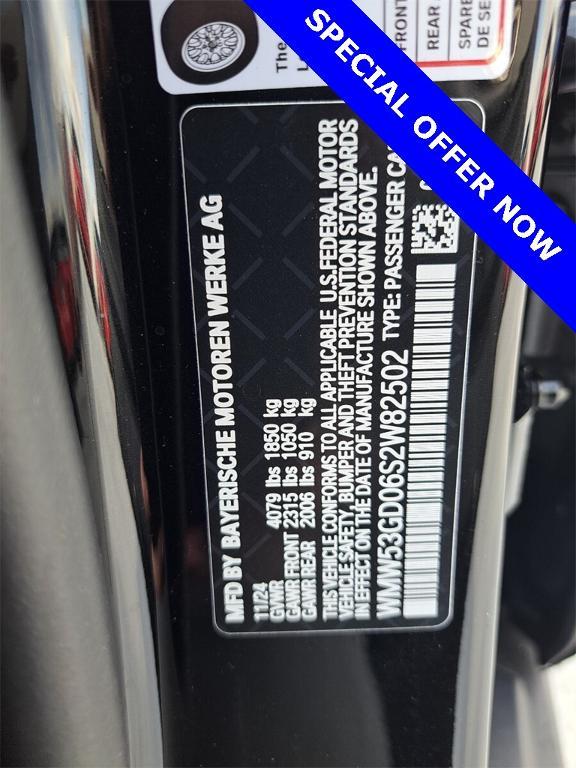 SPECIAL OFFER NOW
The
FRONT
REAR
SPARE
DE SE
MFD BY BAYERISCHE MOTOREN WERKE AG
11/24
GVWR 4079 lbs 1850 kg
GAWR FRONT 2315 lbs 1050 kg
GAWR REAR 2006 lbs 910 kg
THIS VEHICLE CONFORMS TO ALL APPLICABLE U.S.FEDERAL MOTOR
VEHICLE SAFETY, BUMPER AND THEFT PREVENTION STANDARDS
IN EFFECT ON THE DATE OF MANUFACTURE SHOWN ABOVE.
WMW53GD06S2W82502 TYPE: PASSENGER CA